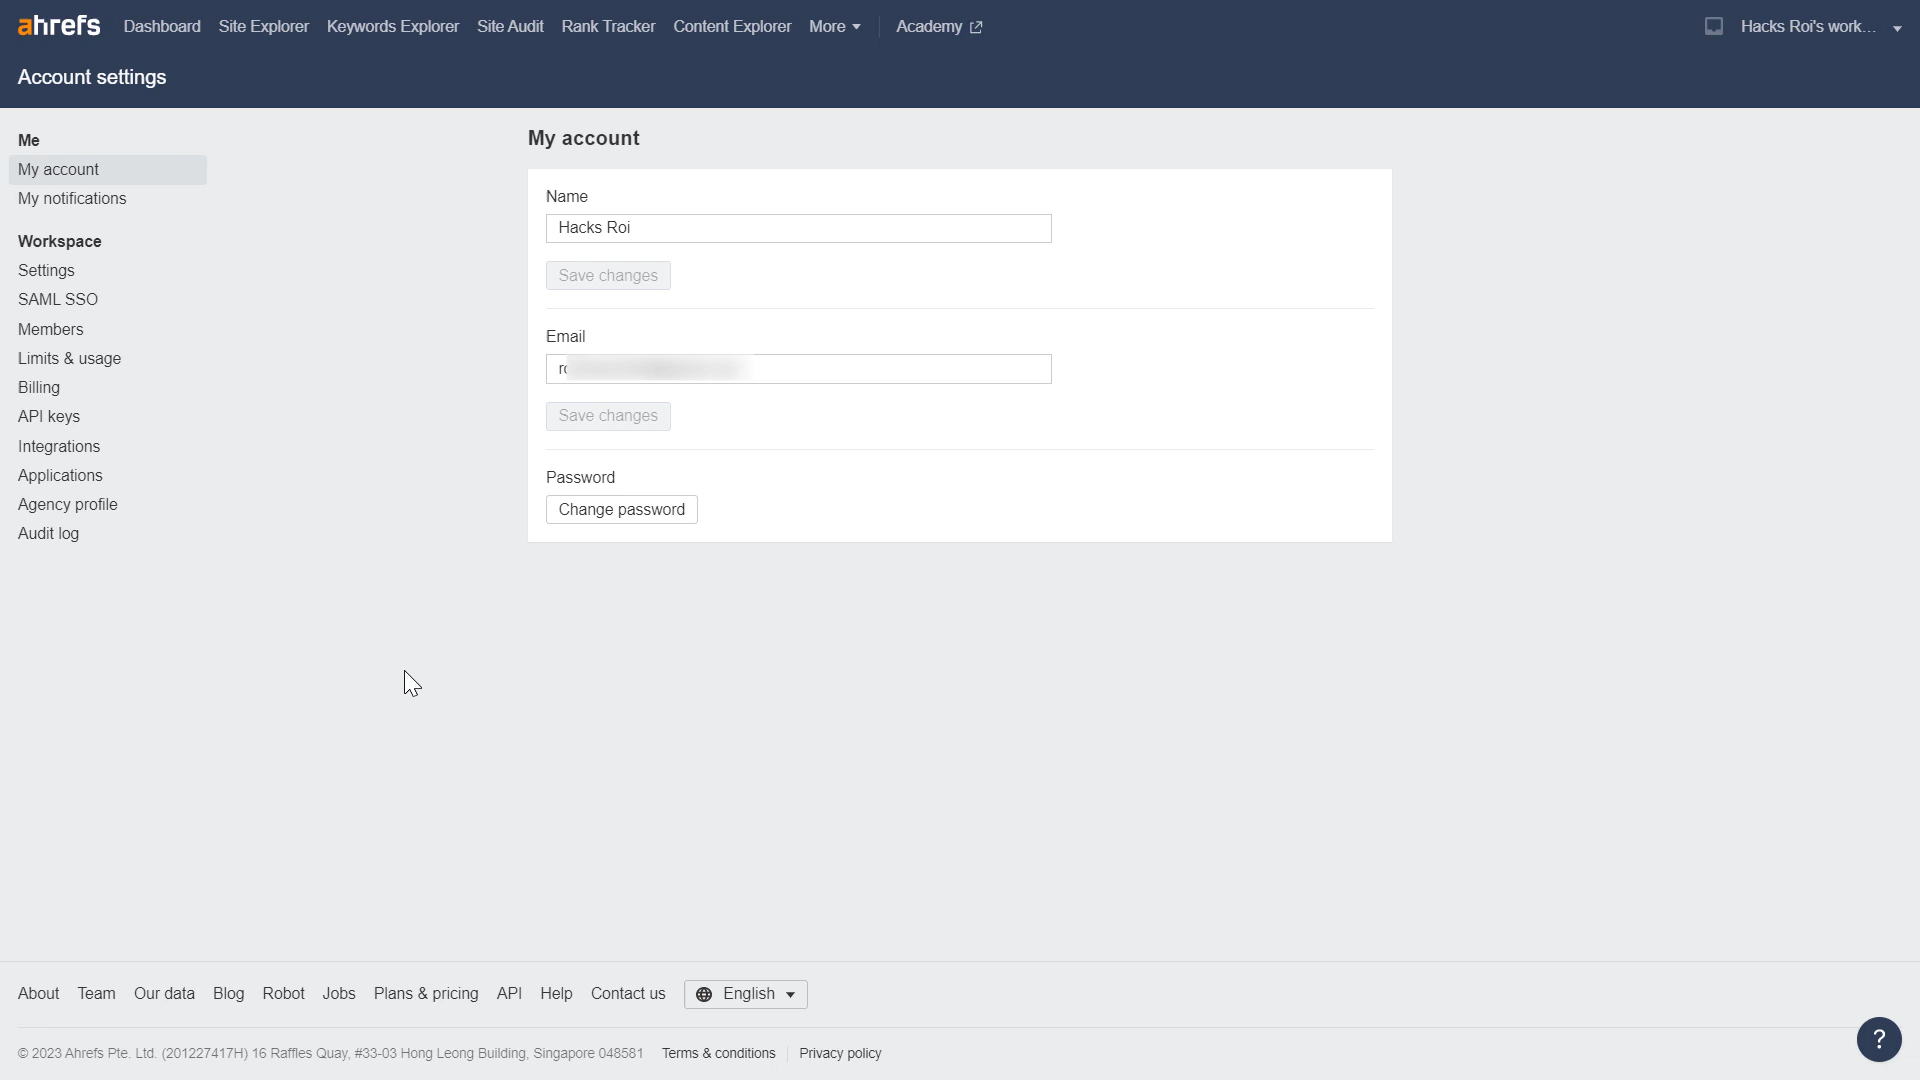 ahrefs Dashboard Site Explorer Keywords Explorer Site Audit Rank Tracker Content Explorer More Academy Hacks Roi's work...
Account settings
Me
My account
My notifications
Workspace
Settings
SAML SSO
Members
Limits & usage
Billing
API keys
Integrations
Applications
Agency profile
Audit log
My account
Name
Hacks Roi
Save changes
Email
Save changes
Password
Change password
About Team Our data Blog Robot Jobs Plans & pricing API Help Contact us English
© 2023 Ahrefs Pte. Ltd. (201227417H) 16 Raffles Quay, #33-03 Hong Leong Building, Singapore 048581 Terms & conditions Privacy policy
?